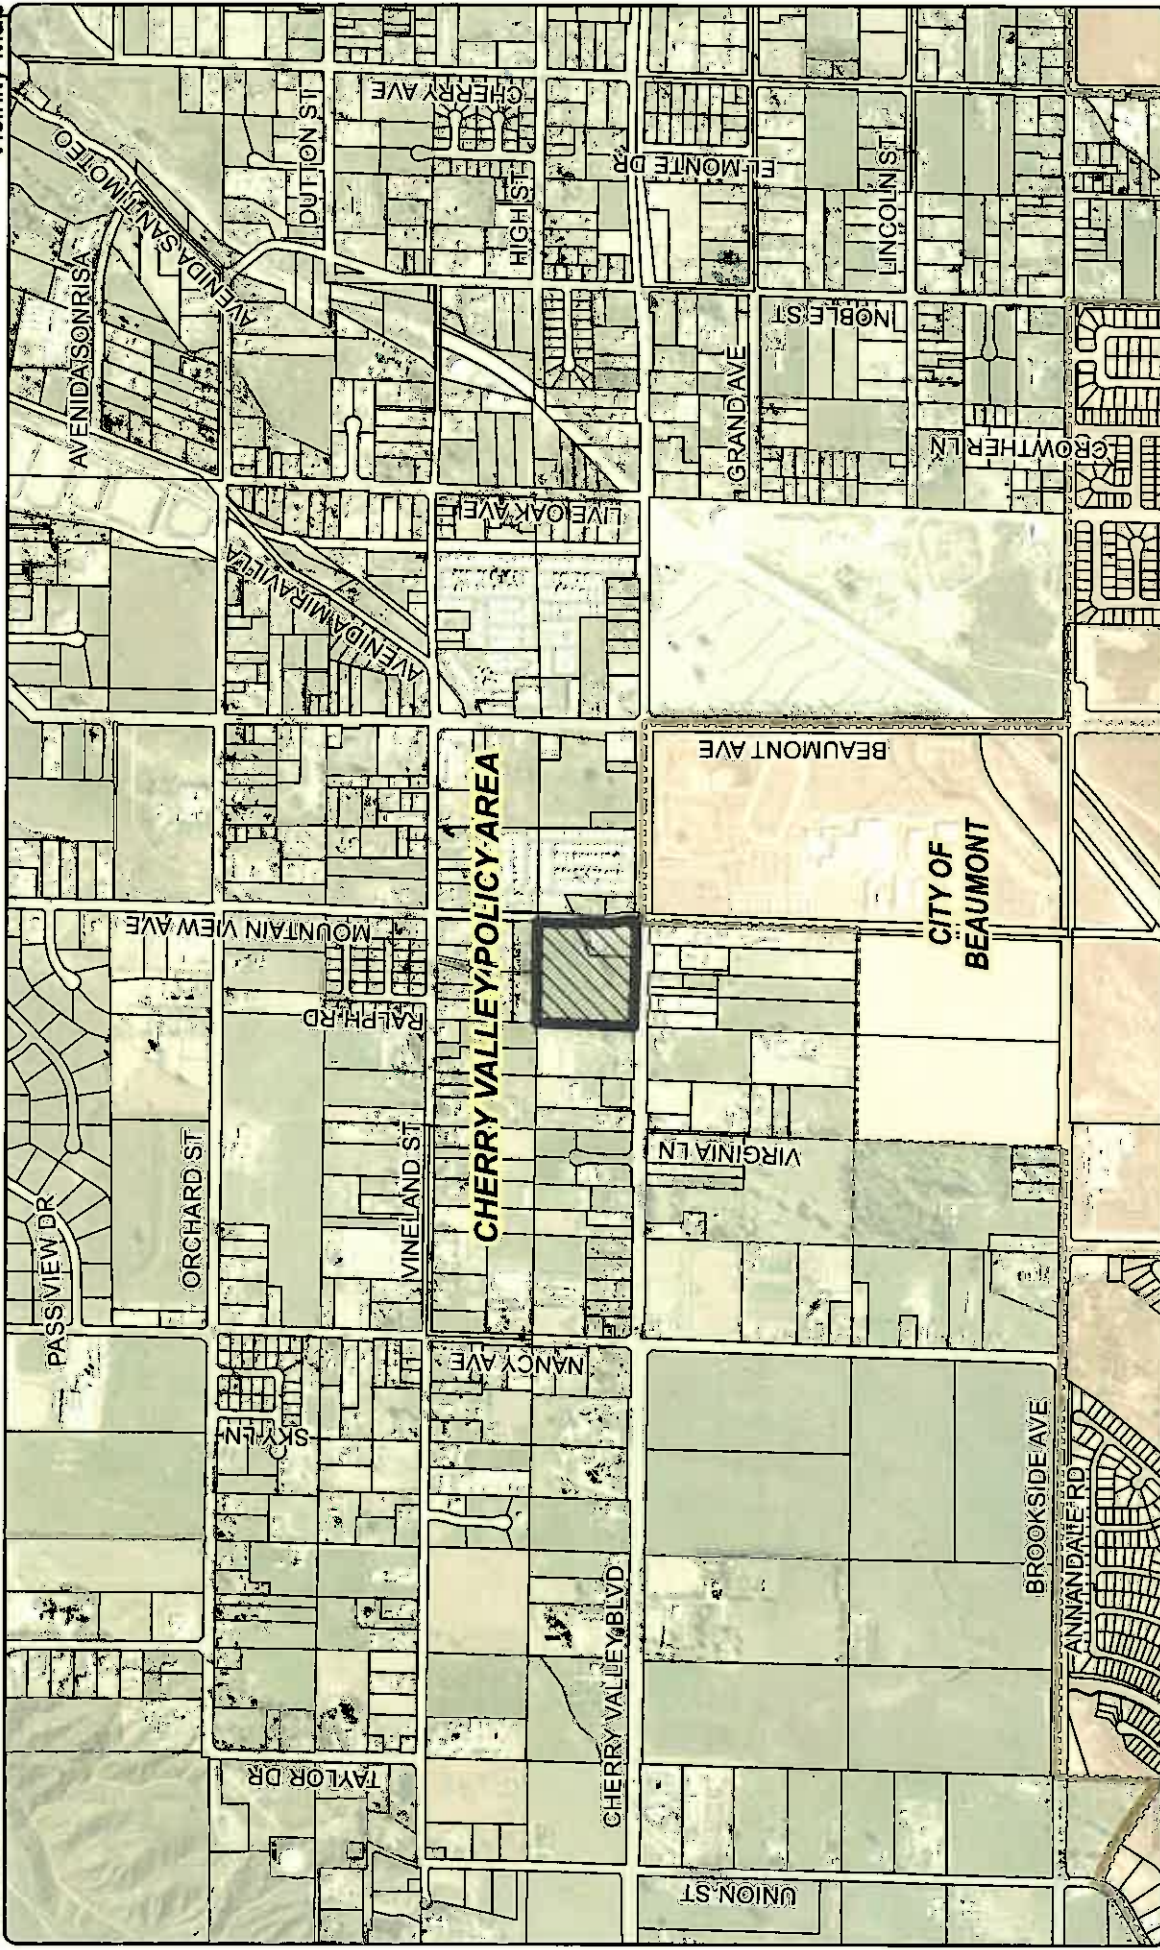 PASS VIEW DR
ORCHARD ST
VINELAND ST
CHERRY VALLEY POLICY AREA
CHERRY VALLEY BLVD
BROOKSIDE AVE
ANNANDALE RD
CITY OF
BEAUMONT
AVENIDA SONRISA
AVENIDA SAN TIMOTEO
AVENIDA MIRAVILLA
DUTTON ST
HIGH ST
GRAND AVE
LINCOLN ST
UNION ST
TAYLOR DR
SKY LN
NANCY AVE
VIRGINIA LN
RALPH RD
MOUNTAIN VIEW AVE
BEAUMONT AVE
LIVE OAK AVE
CROWTHER LN
NOBLE ST
EL MONTE DR
CHERRY AVE